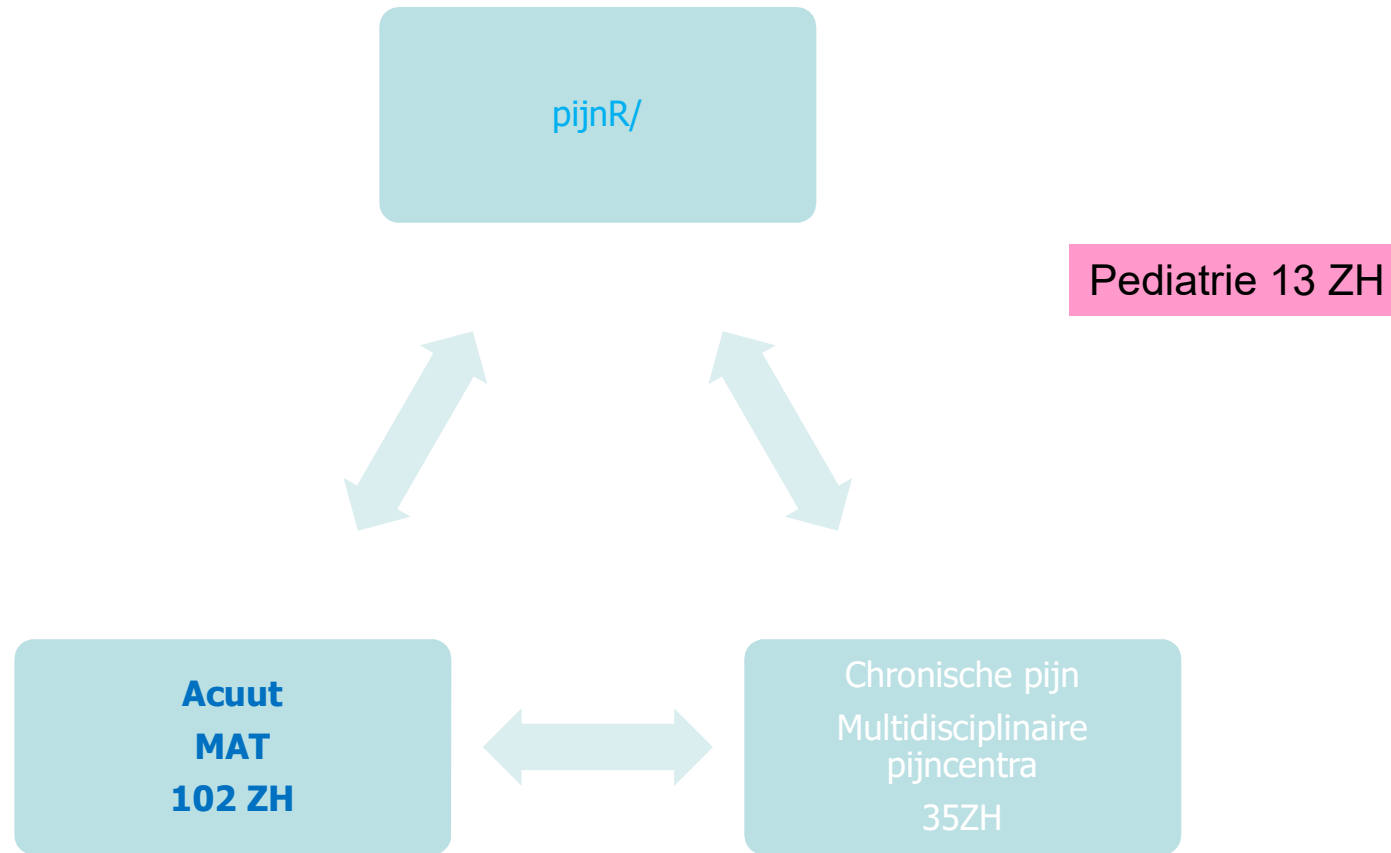 pijnR/
Pediatrie 13 ZH
Acuut
MAT
102 ZH
Chronische pijn
Multidisciplinaire
pijncentra
35ZH